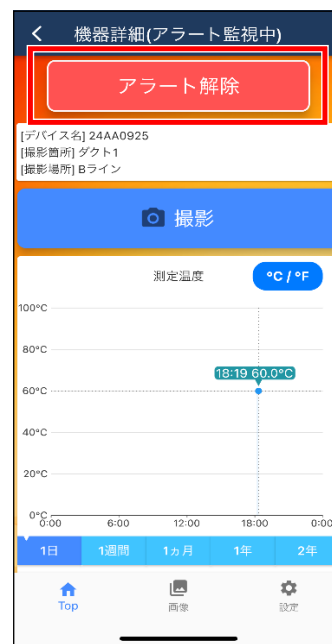 機器詳細(アラート監視中)
アラート解除
[デバイス名] 24AA0925
[撮影箇所] ダクト1
[撮影場所] Bライン
撮影
測定温度
°C / °F
100°C
80°C
18:19 60.0°C
60°C
40°C
20°C
0°C
0:00 6:00 12:00 18:00 0:00
1日 1週間 1ヵ月 1年 2年
Top 画像 設定